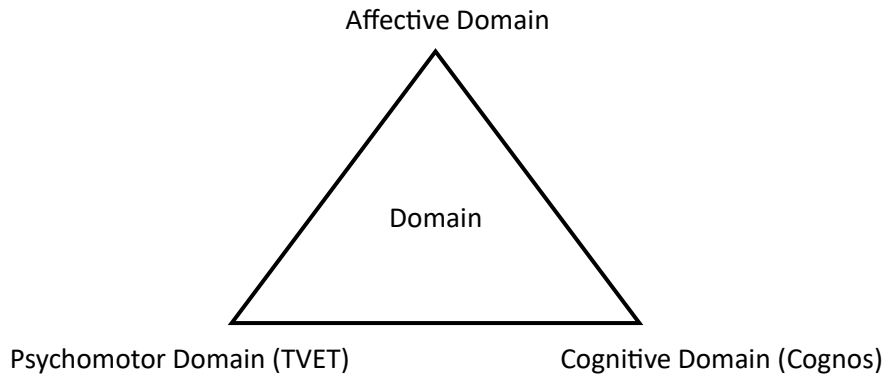 Affective Domain
Domain
Psychomotor Domain (TVET)
Cognitive Domain (Cognos)